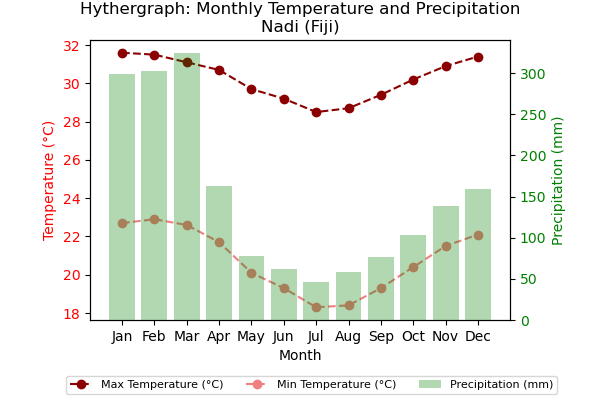 Hythergraph: Monthly Temperature and Precipitation
Nadi (Fiji)
32
30
28
26
24
22
20
18
Temperature (°C)
300
250
200
150
100
50
0
Precipitation (mm)
Jan Feb Mar Apr May Jun Jul Aug Sep Oct Nov Dec
Month
Max Temperature (°C) Min Temperature (°C) Precipitation (mm)